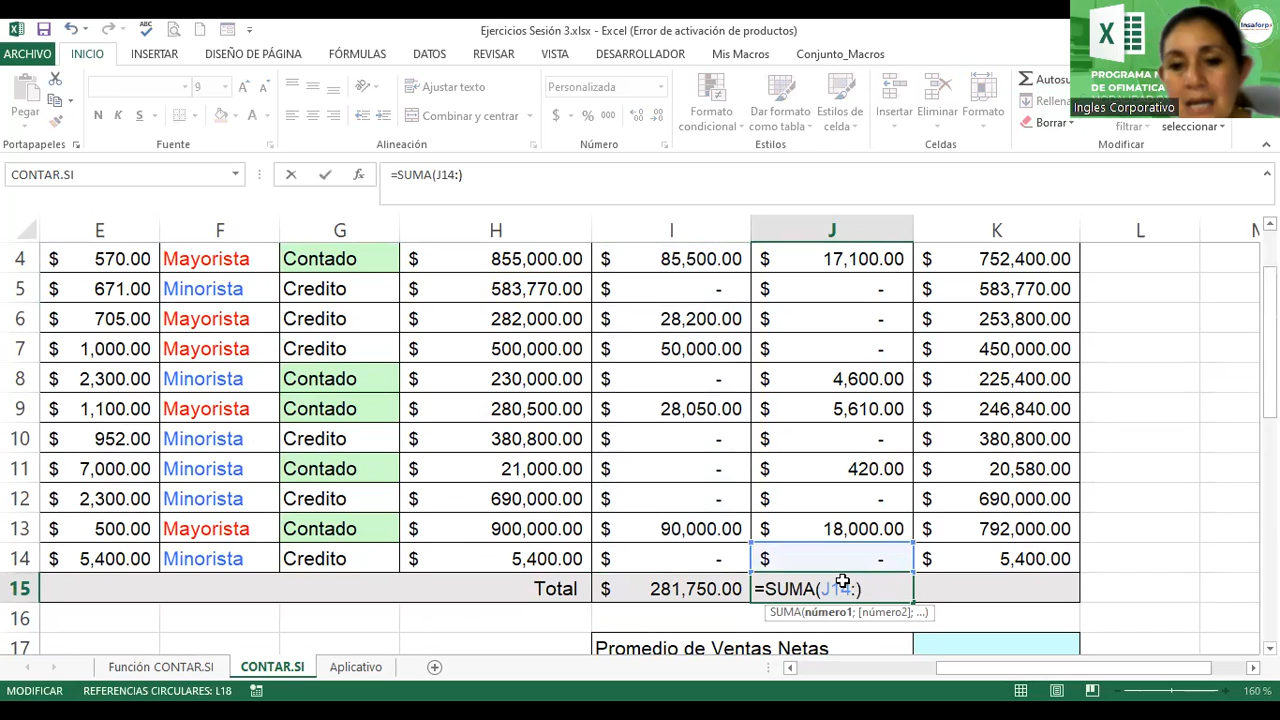 Ejercicios Sesión 3.xlsx - Excel (Error de activación de productos)
ARCHIVO INICIO INSERTAR DISEÑO DE PÁGINA FÓRMULAS DATOS REVISAR VISTA DESARROLLADOR Mis Macros Conjunto_Macros
Pegar
N K S
Ajustar texto
Combinar y centrar
Personalizada
$ % 000
Formato condicional
Dar formato como tabla
Estilos de celda
Insertar Eliminar Formato
Rellena
Borrar
filtrar seleccionar
Portapapeles Fuente Alineación Número Estilos Celdas Modificar
Insaforp
Ingles Corporativo
CONTAR.SI =SUMA(J14:)
E F G H I J K L
4 $ 570.00 Mayorista Contado $ 855,000.00 $ 85,500.00 $ 17,100.00 $ 752,400.00
5 $ 671.00 Minorista Credito $ 583,770.00 $ - $ - $ 583,770.00
6 $ 705.00 Mayorista Credito $ 282,000.00 $ 28,200.00 $ - $ 253,800.00
7 $ 1,000.00 Mayorista Credito $ 500,000.00 $ 50,000.00 $ - $ 450,000.00
8 $ 2,300.00 Minorista Contado $ 230,000.00 $ - $ 4,600.00 $ 225,400.00
9 $ 1,100.00 Mayorista Contado $ 280,500.00 $ 28,050.00 $ 5,610.00 $ 246,840.00
10 $ 952.00 Minorista Credito $ 380,800.00 $ - $ - $ 380,800.00
11 $ 7,000.00 Minorista Contado $ 21,000.00 $ - $ 420.00 $ 20,580.00
12 $ 2,300.00 Minorista Credito $ 690,000.00 $ - $ - $ 690,000.00
13 $ 500.00 Mayorista Contado $ 900,000.00 $ 90,000.00 $ 18,000.00 $ 792,000.00
14 $ 5,400.00 Minorista Credito $ 5,400.00 $ - $ - $ 5,400.00
15 Total $ 281,750.00 =SUMA(J14:)
SUMA(número1; [número2]; ...)
16
17 Promedio de Ventas Netas
Función CONTAR.SI CONTAR.SI Aplicativo
MODIFICAR REFERENCIAS CIRCULARES: L18 160 %